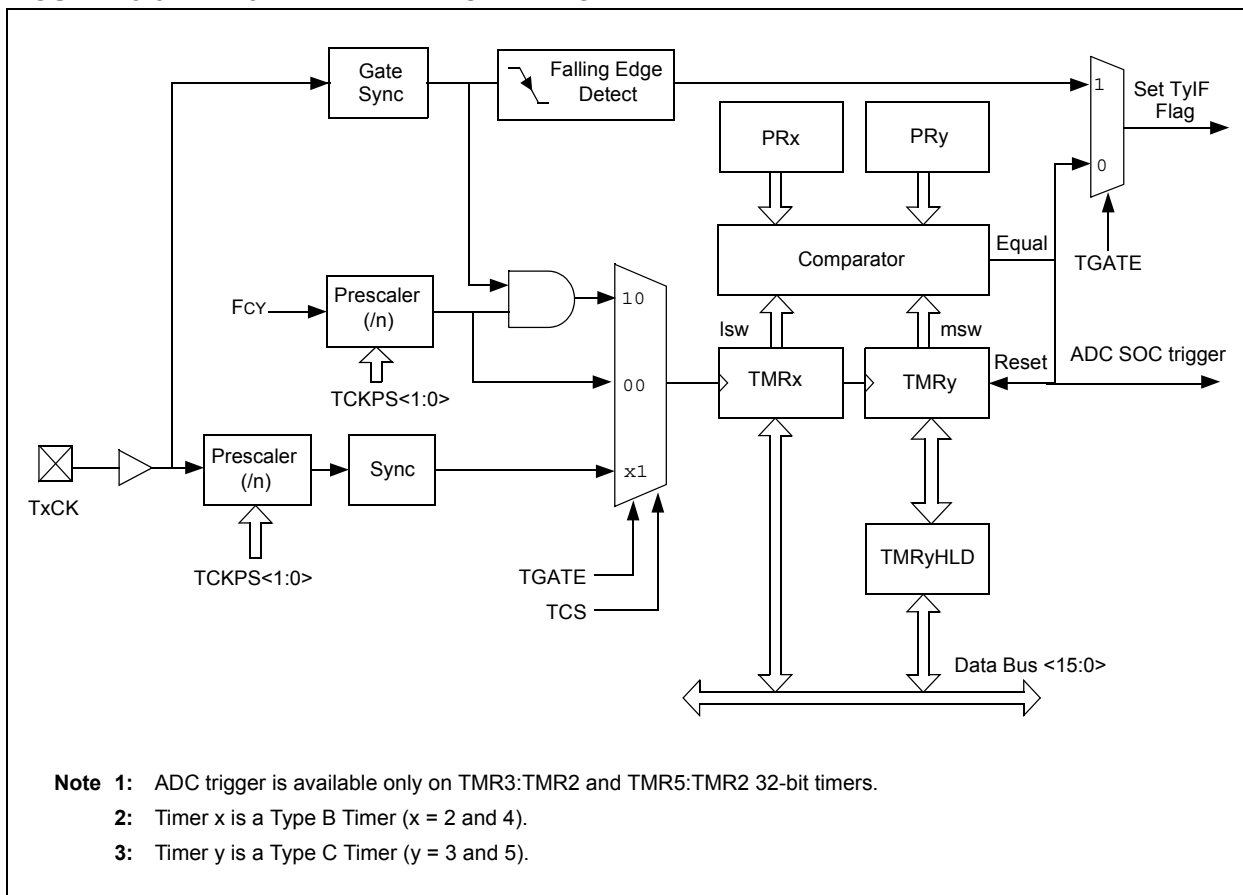 Gate
Sync
Falling Edge
Detect
1
Set TyIF
Flag
PRx
PRy
0
Equal
Comparator
TGATE
FCY
Prescaler
(/n)
10
lsw
msw
TCKPS<1:0>
00
TMRx
TMRy
Reset
ADC SOC trigger
TxCK
Prescaler
(/n)
Sync
x1
TCKPS<1:0>
TGATE
TCS
TMRyHLD
Data Bus <15:0>
Note 1: ADC trigger is available only on TMR3:TMR2 and TMR5:TMR2 32-bit timers.
2: Timer x is a Type B Timer (x = 2 and 4).
3: Timer y is a Type C Timer (y = 3 and 5).